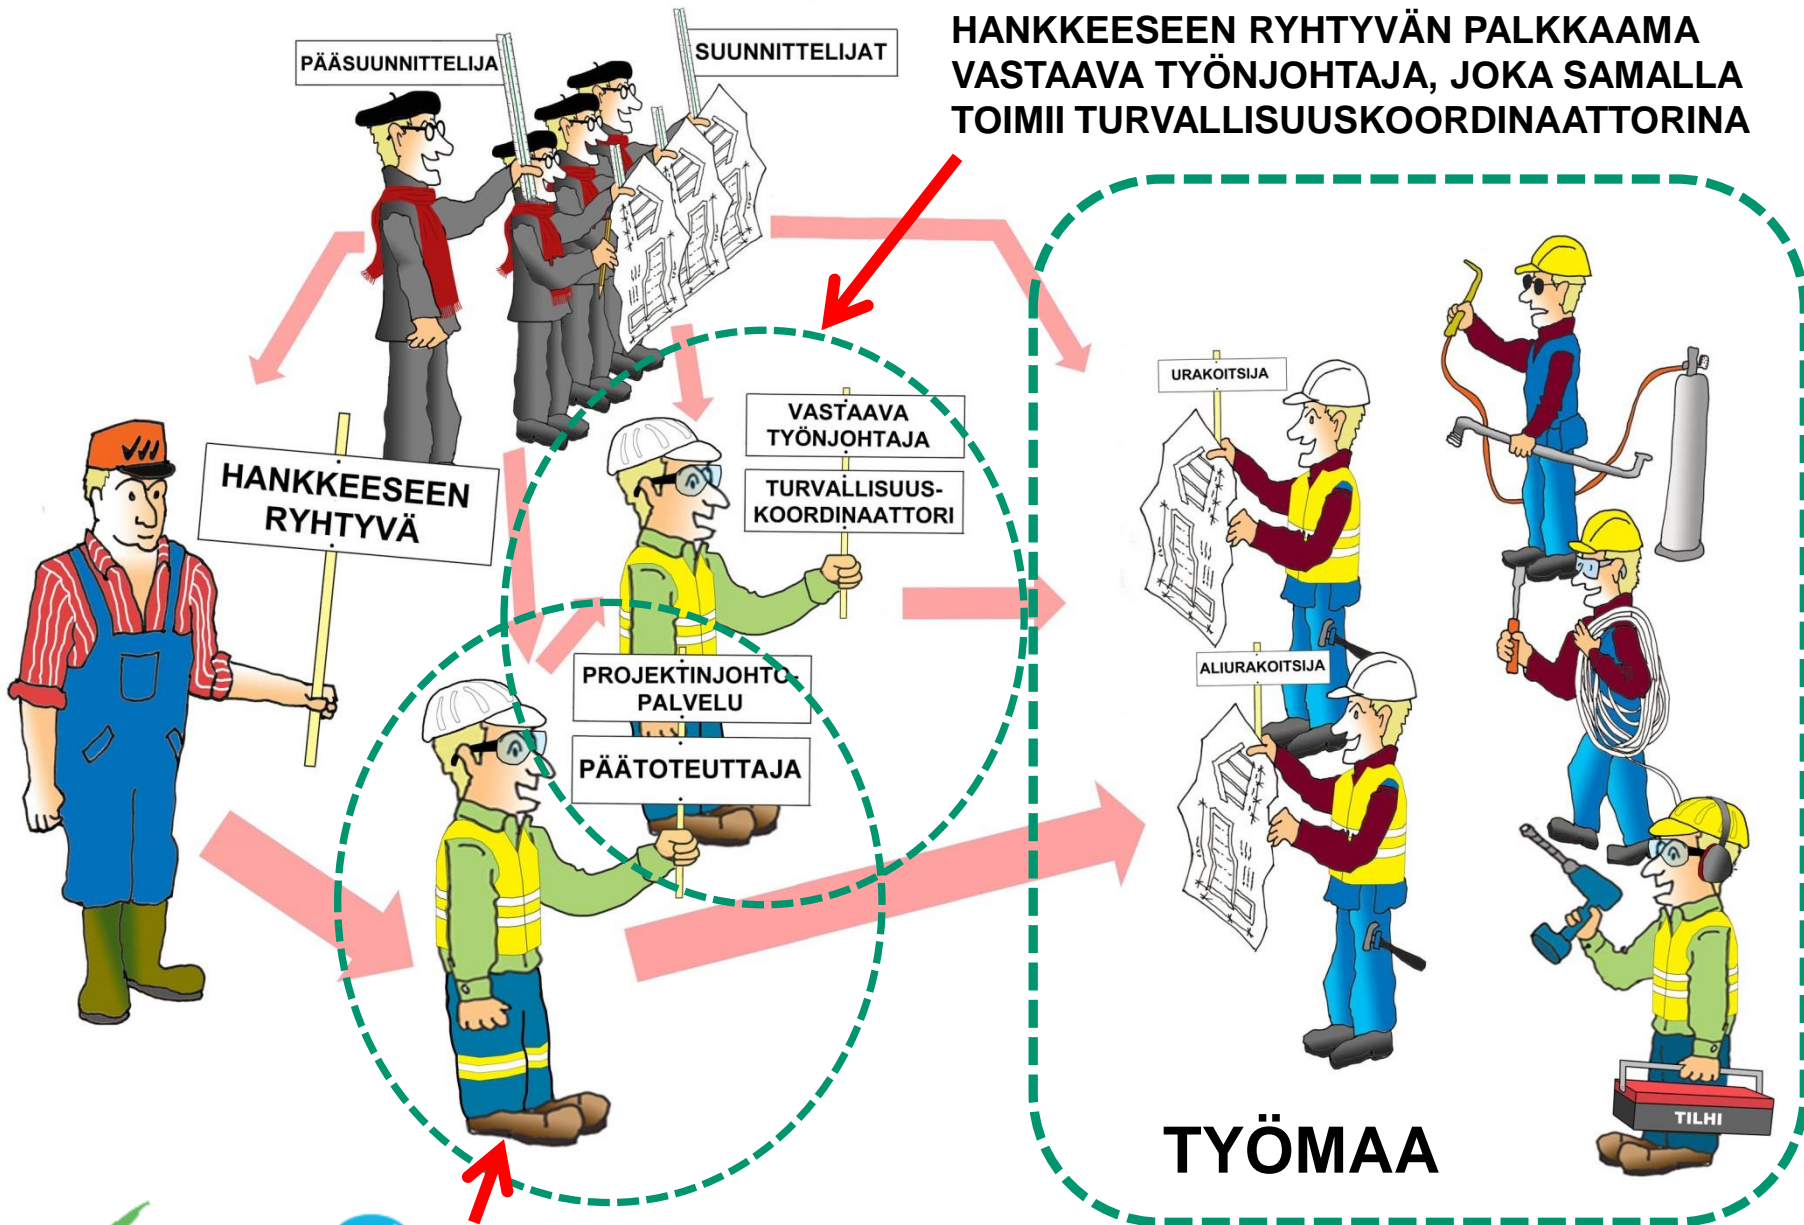 PÄÄSUUNNITTELIJA
SUUNNITTELIJAT
HANKKEESEEN RYHTYVÄN PALKKAAMA
VASTAAVA TYÖNJOHTAJA, JOKA SAMALLA
TOIMII TURVALLISUUSKOORDINAATTORINA
HANKKEESEEN
RYHTYVÄ
VASTAAVA
TYÖNJOHTAJA
TURVALLISUUS-
KOORDINAATTORI
PROJEKTINJOHTO-
PALVELU
PÄÄTOTEUTTAJA
URAKOITSIJA
ALIURAKOITSIJA
TILHI
TYÖMAA